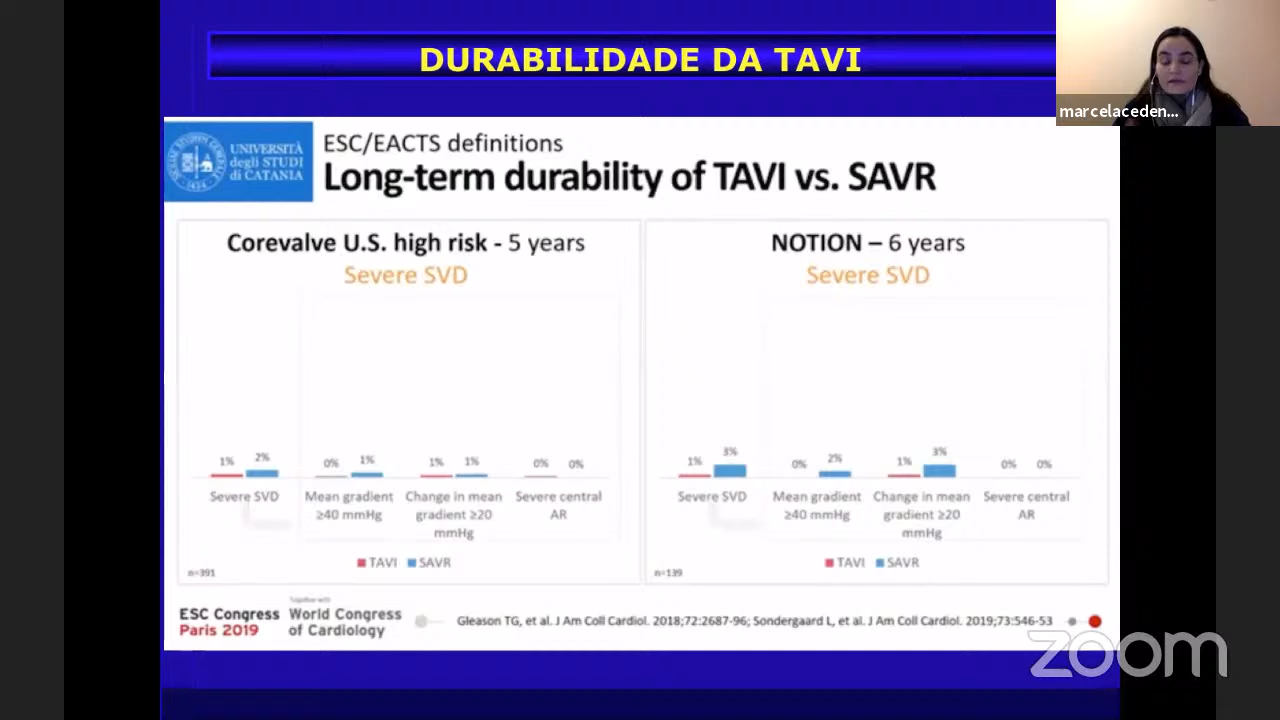 DURABILIDADE DA TAVI
marcelaceden...
UNIVERSITÀ
degli STUDI
di CATANIA
ESC/EACTS definitions
Long-term durability of TAVI vs. SAVR
Corevalve U.S. high risk - 5 years
Severe SVD
1% 2% 0% 1% 1% 1% 0% 0%
Severe SVD
Mean gradient
≥40 mmHg
Change in mean
gradient ≥20
mmHg
Severe central
AR
TAVI SAVR
n=391
NOTION – 6 years
Severe SVD
1% 3% 0% 2% 1% 3% 0% 0%
Severe SVD
Mean gradient
≥40 mmHg
Change in mean
gradient ≥20
mmHg
Severe central
AR
TAVI SAVR
n=139
ESC Congress
Paris 2019
Together with
World Congress
of Cardiology
Gleason TG, et al. J Am Coll Cardiol. 2018;72:2687-96; Sondergaard L, et al. J Am Coll Cardiol. 2019;73:546-53
zoom